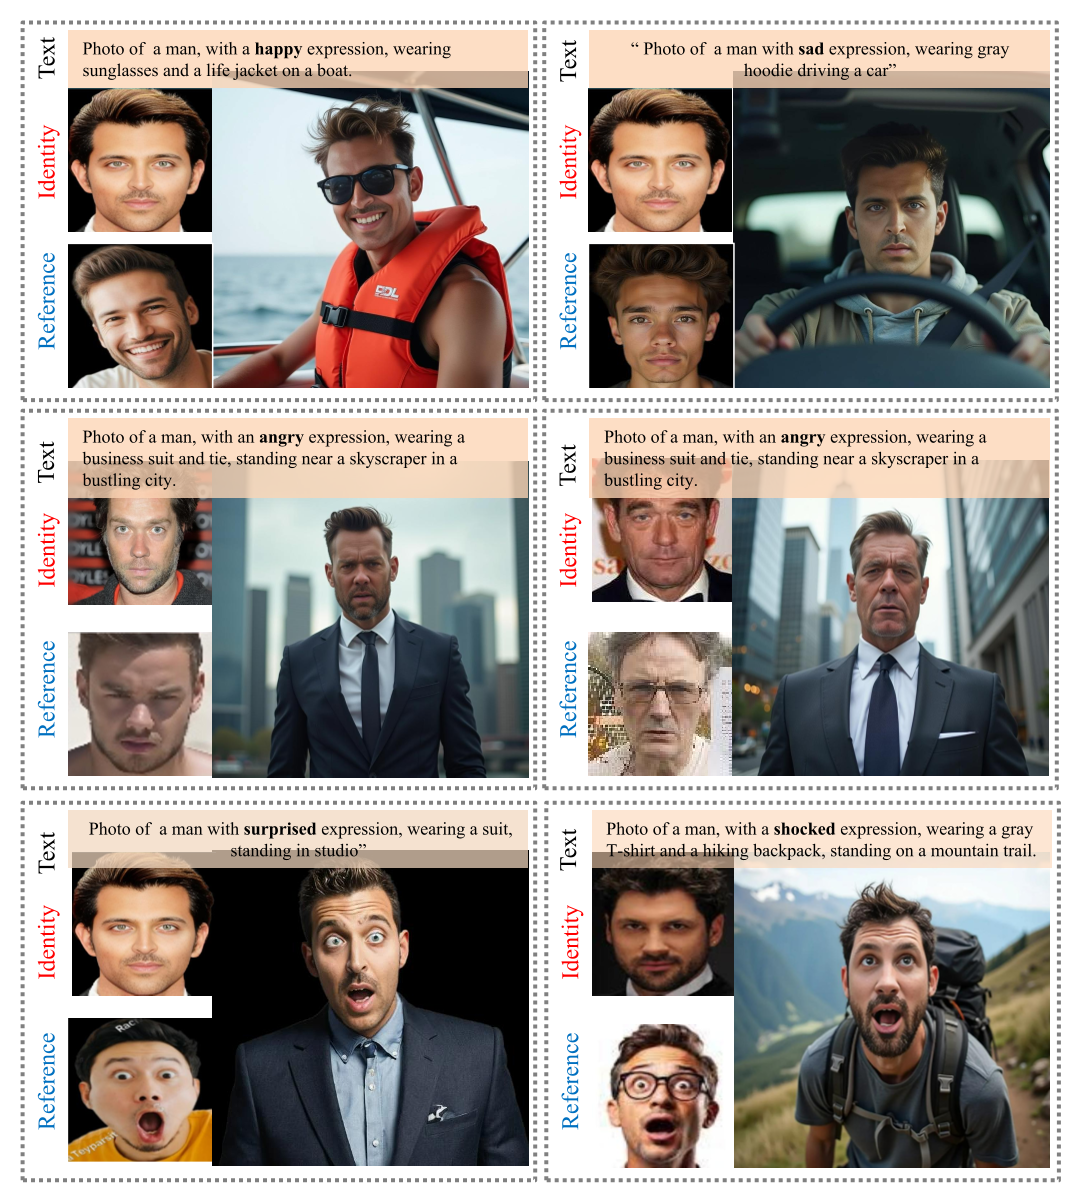 Text
Photo of a man, with a happy expression, wearing
sunglasses and a life jacket on a boat.
Identity
Reference
Text
“ Photo of a man with sad expression, wearing gray
hoodie driving a car”
Identity
Reference
Text
Photo of a man, with an angry expression, wearing a
business suit and tie, standing near a skyscraper in a
bustling city.
Identity
OYLE
Reference
Text
Photo of a man, with an angry expression, wearing a
business suit and tie, standing near a skyscraper in a
bustling city.
Identity
Reference
Text
Photo of a man with surprised expression, wearing a suit,
standing in studio”
Identity
Reference
Text
Photo of a man, with a shocked expression, wearing a gray
T-shirt and a hiking backpack, standing on a mountain trail.
Identity
Reference